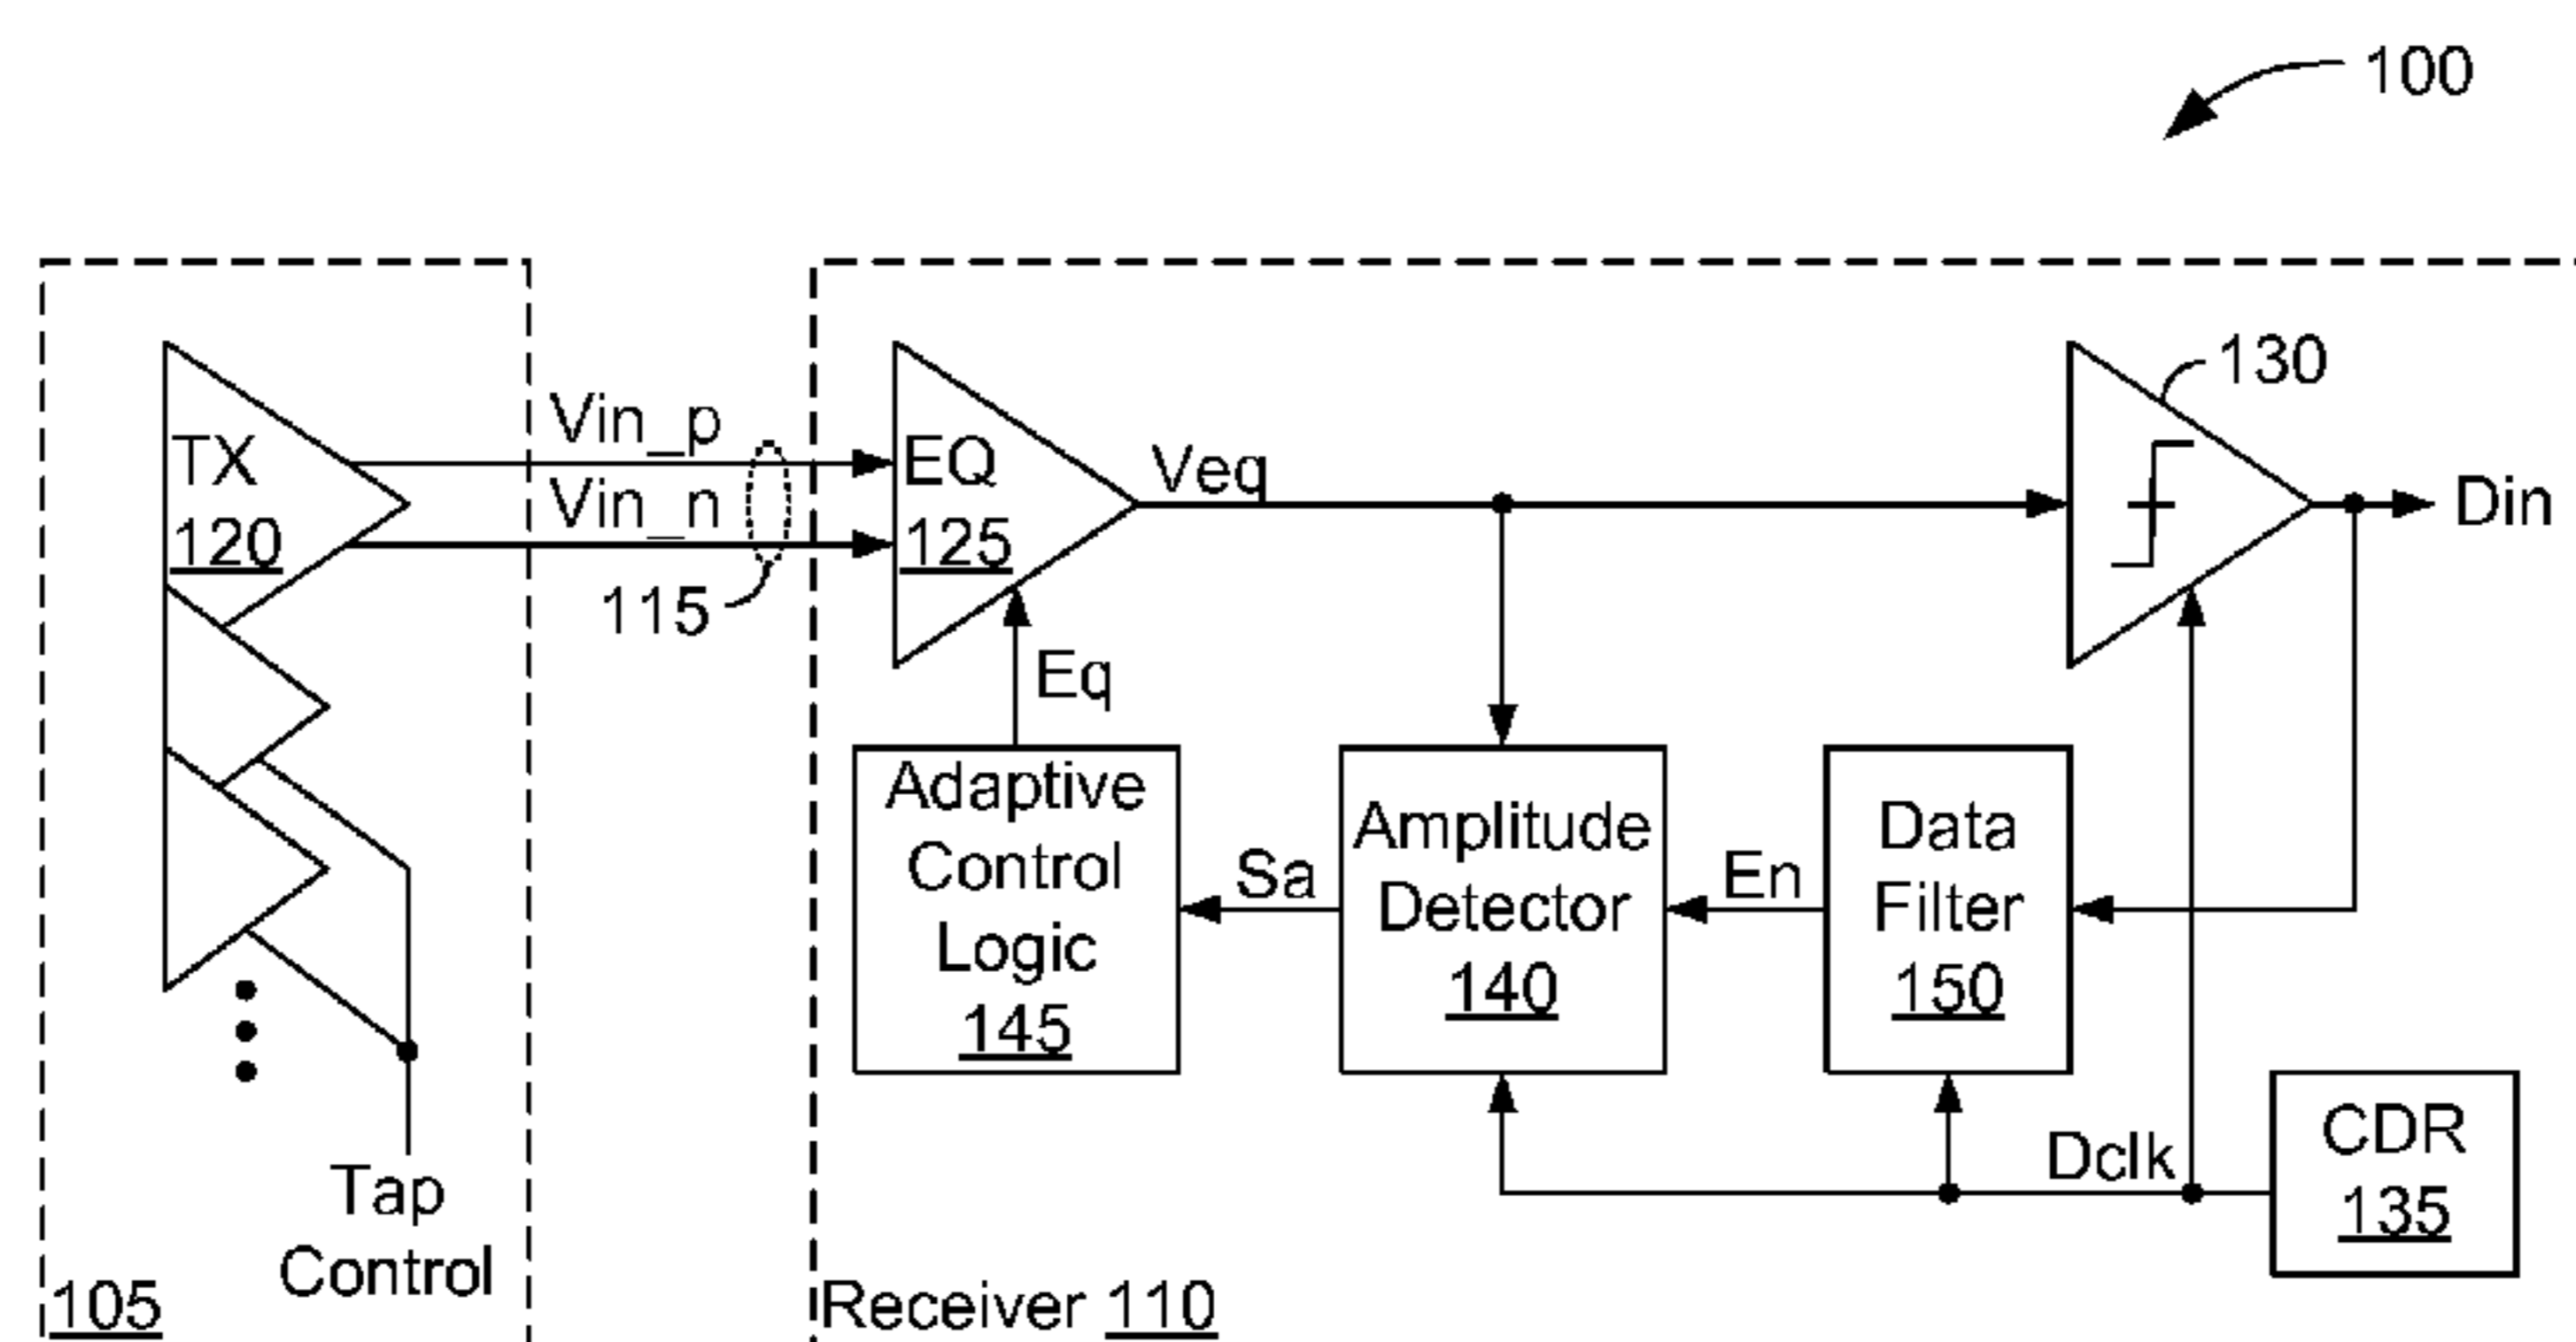 100
130
Vin_p
TX
EQ
Veq
Vin_n
Din
120
125
115
Eq
Adaptive
Control
Logic
145
Sa
Amplitude
Detector
140
En
Data
Filter
150
Dclk
CDR
135
Tap
Control
105
Receiver 110